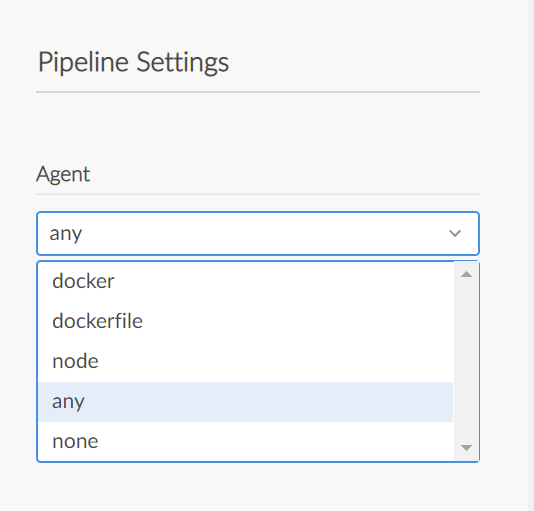 Pipeline Settings
Agent
any
docker
dockerfile
node
any
none